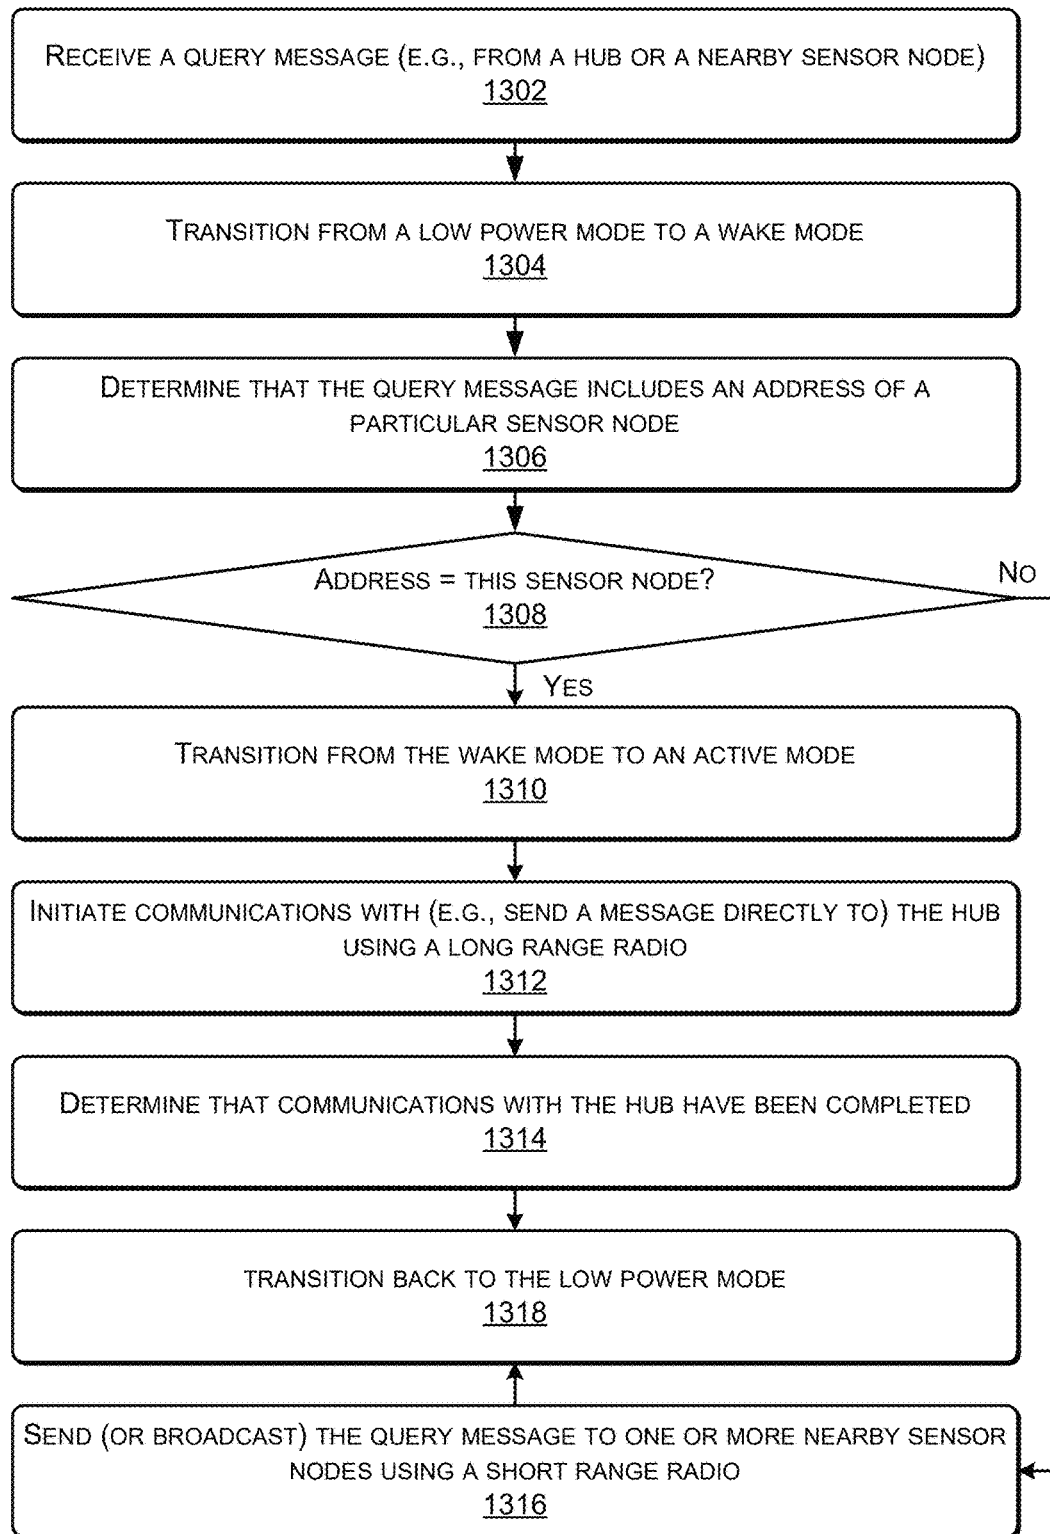 RECEIVE A QUERY MESSAGE (E.G., FROM A HUB OR A NEARBY SENSOR NODE)
1302
TRANSITION FROM A LOW POWER MODE TO A WAKE MODE
1304
DETERMINE THAT THE QUERY MESSAGE INCLUDES AN ADDRESS OF A
PARTICULAR SENSOR NODE
1306
ADDRESS = THIS SENSOR NODE?
1308
NO
YES
TRANSITION FROM THE WAKE MODE TO AN ACTIVE MODE
1310
INITIATE COMMUNICATIONS WITH (E.G., SEND A MESSAGE DIRECTLY TO) THE HUB
USING A LONG RANGE RADIO
1312
DETERMINE THAT COMMUNICATIONS WITH THE HUB HAVE BEEN COMPLETED
1314
TRANSITION BACK TO THE LOW POWER MODE
1318
SEND (OR BROADCAST) THE QUERY MESSAGE TO ONE OR MORE NEARBY SENSOR
NODES USING A SHORT RANGE RADIO
1316